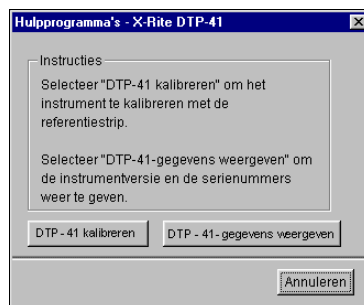 Hulpprogramma's - X-Rite DTP-41
Instructies
Selecteer "DTP-41 kalibreren" om het
instrument te kalibreren met de
referentiestrip.
Selecteer "DTP-41-gegevens weergeven" om
de instrumentversie en de serienummers
weer te geven.
DTP - 41 kalibreren
DTP - 41- gegevens weergeven
Annuleren